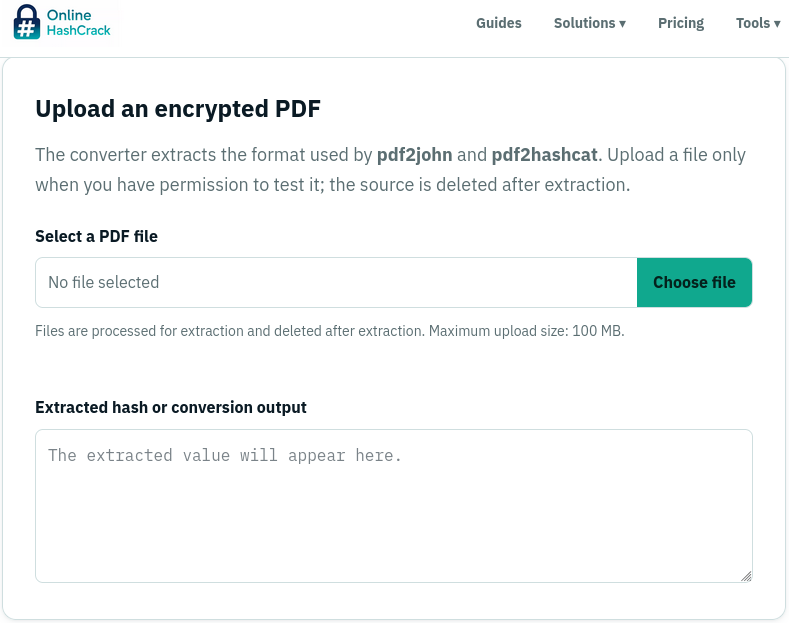 Online
HashCrack
Guides Solutions ▾ Pricing Tools ▾
Upload an encrypted PDF
The converter extracts the format used by pdf2john and pdf2hashcat. Upload a file only
when you have permission to test it; the source is deleted after extraction.
Select a PDF file
No file selected
Choose file
Files are processed for extraction and deleted after extraction. Maximum upload size: 100 MB.
Extracted hash or conversion output
The extracted value will appear here.